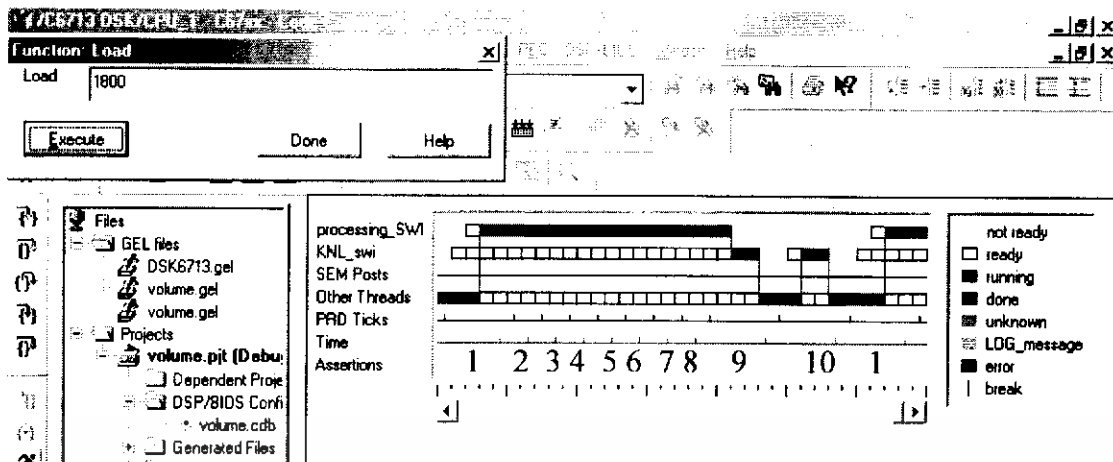 Function: Load
Load 1800
Execute Done Help
Help
Files
GEL files
DSK6713.gel
volume.gel
volume.gel
Projects
volume.pjt (Debu
Dependent Proje
DSP/BIOS Confi
volume.cdb
Generated Files
processing_SWI
KNL_swi
SEM Posts
Other Threads
PRD Ticks
Time
Assertions
1 2 3 4 5 6 7 8 9 10 1
not ready
ready
running
done
unknown
LOG_message
error
break